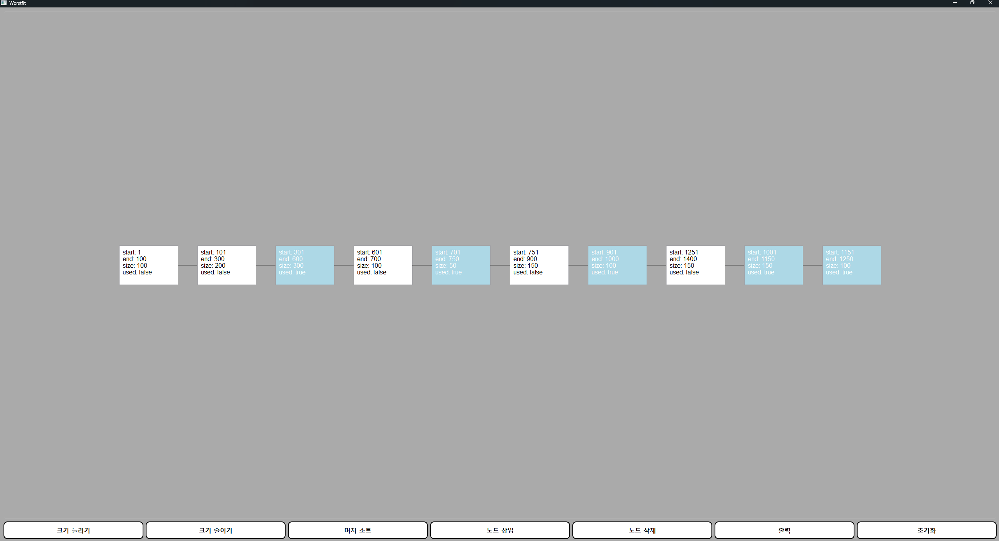 Worstfit
start: 1
end: 100
size: 100
used: false
start: 101
end: 300
size: 200
used: false
start: 301
end: 600
size: 300
used: true
start: 601
end: 700
size: 100
used: false
start: 701
end: 750
size: 50
used: true
start: 751
end: 900
size: 150
used: false
start: 901
end: 1000
size: 100
used: true
start: 1251
end: 1400
size: 150
used: false
start: 1001
end: 1150
size: 150
used: true
start: 1151
end: 1250
size: 100
used: true
크기 늘리기
크기 줄이기
머지 소트
노드 삽입
노드 삭제
출력
초기화